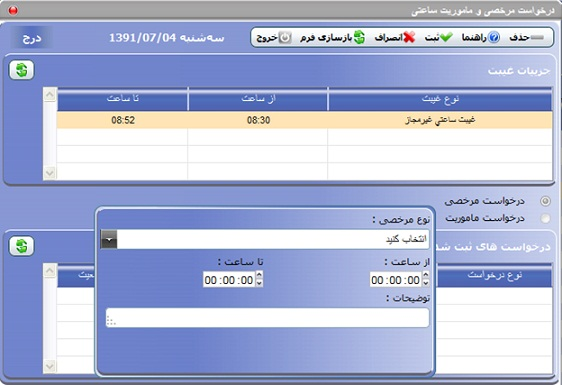 درخواست مرخصی و ماموریت ساعتی
حذف راهنما ثبت انصراف بازسازی فرم خروج سه‌شنبه 1391/07/04 درج
جزییات غیبت
نوع غیبت از ساعت تا ساعت
غیبت ساعتی غیرمجاز 08:30 08:52
درخواست مرخصی
درخواست ماموریت
نوع مرخصی :
انتخاب کنید
درخواست های ثبت شد
از ساعت : تا ساعت :
نوع درخواست
00:00:00 00:00:00
توضیحات :